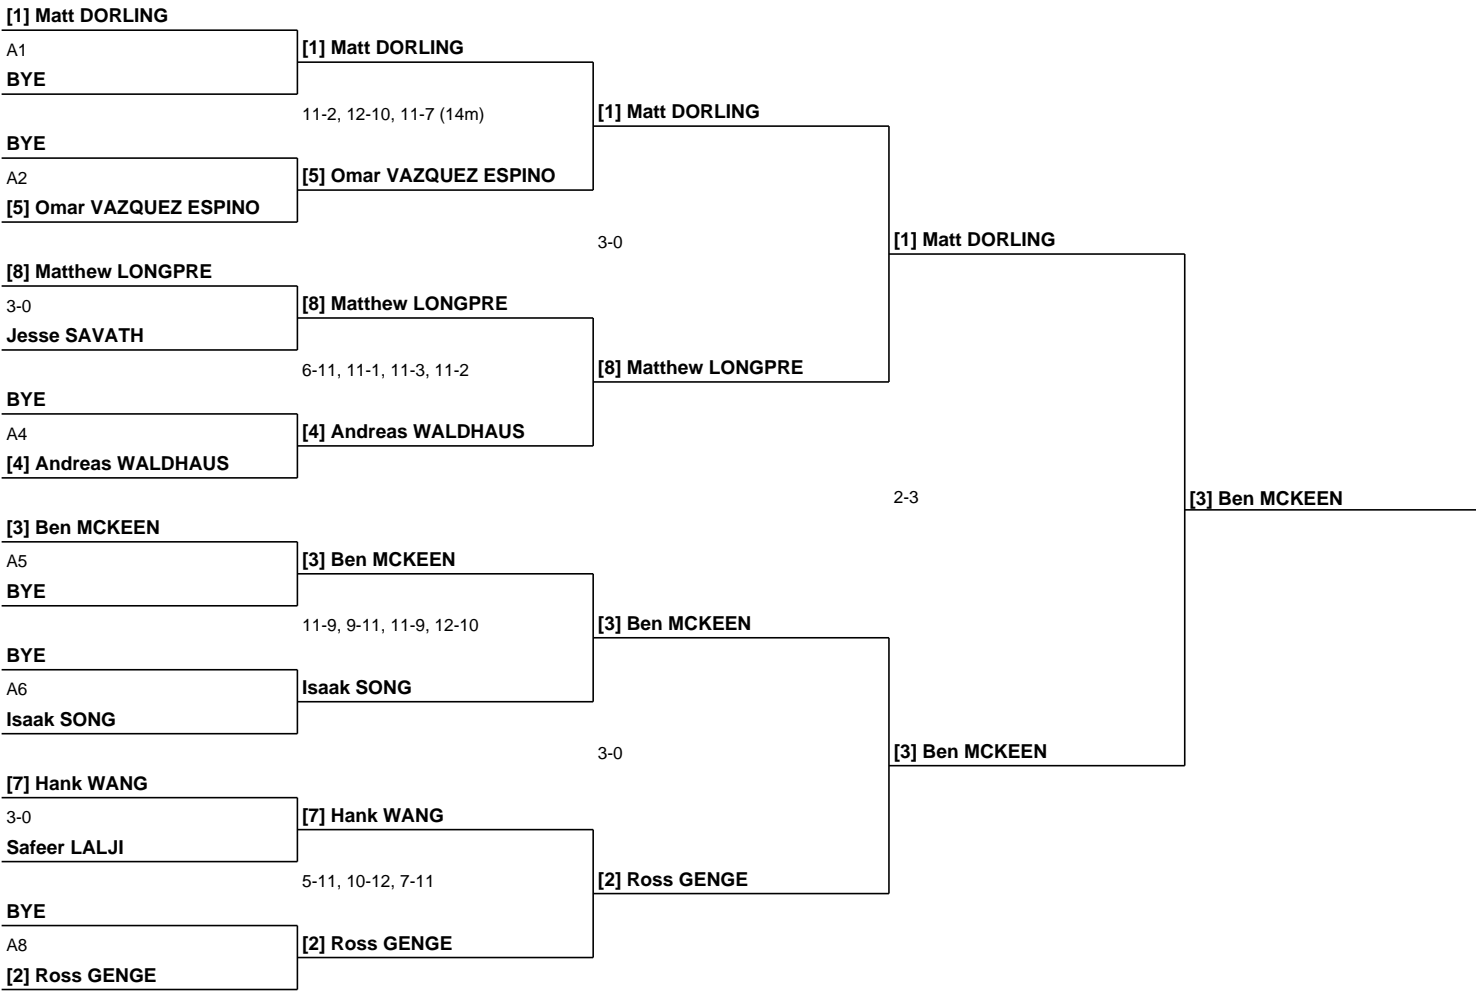 [1] Matt DORLING
A1
BYE
BYE
A2
[5] Omar VAZQUEZ ESPINO
[8] Matthew LONGPRE
3-0
Jesse SAVATH
BYE
A4
[4] Andreas WALDHAUS
[3] Ben MCKEEN
A5
BYE
BYE
A6
Isaak SONG
[7] Hank WANG
3-0
Safeer LALJI
BYE
A8
[2] Ross GENGE
[1] Matt DORLING
11-2, 12-10, 11-7 (14m)
[5] Omar VAZQUEZ ESPINO
[8] Matthew LONGPRE
6-11, 11-1, 11-3, 11-2
[4] Andreas WALDHAUS
[3] Ben MCKEEN
11-9, 9-11, 11-9, 12-10
Isaak SONG
[7] Hank WANG
5-11, 10-12, 7-11
[2] Ross GENGE
[1] Matt DORLING
3-0
[8] Matthew LONGPRE
[3] Ben MCKEEN
3-0
[2] Ross GENGE
[1] Matt DORLING
2-3
[3] Ben MCKEEN
[3] Ben MCKEEN